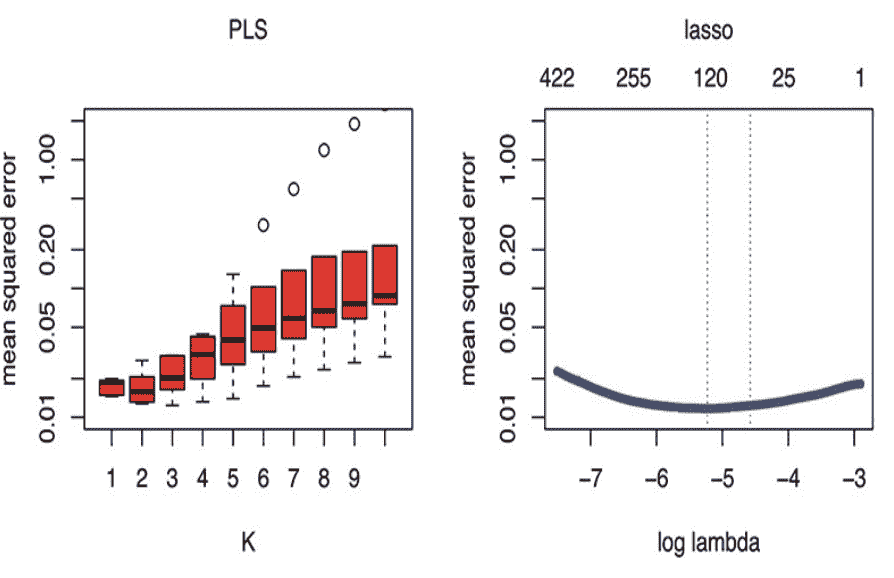 PLS
mean squared error
1.00
0.20
0.05
0.01
1 2 3 4 5 6 7 8 9
K
lasso
422 255 120 25 1
mean squared error
1.00
0.20
0.05
0.01
−7 −6 −5 −4 −3
log lambda